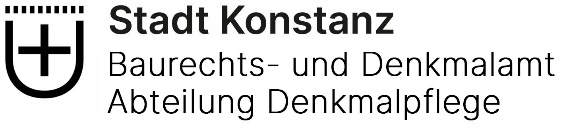 Stadt Konstanz
Baurechts- und Denkmalamt
Abteilung Denkmalpflege